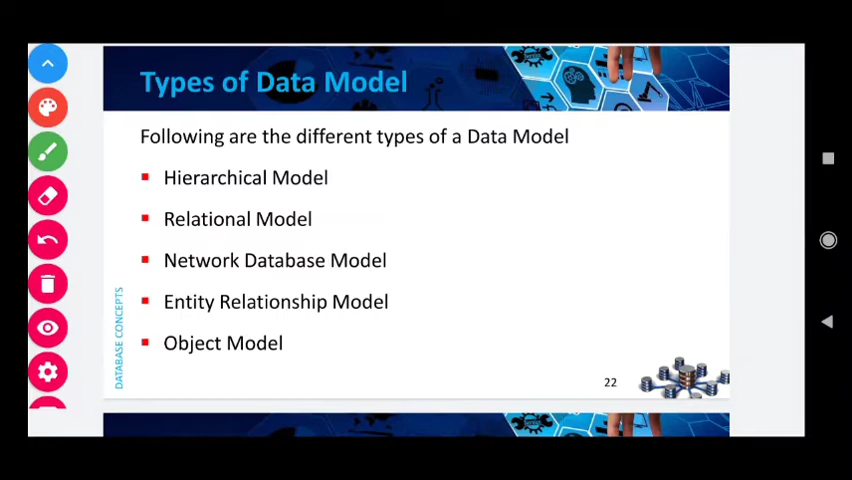 Types of Data Model
Following are the different types of a Data Model
Hierarchical Model
Relational Model
Network Database Model
Entity Relationship Model
Object Model
DATABASE CONCEPTS
22